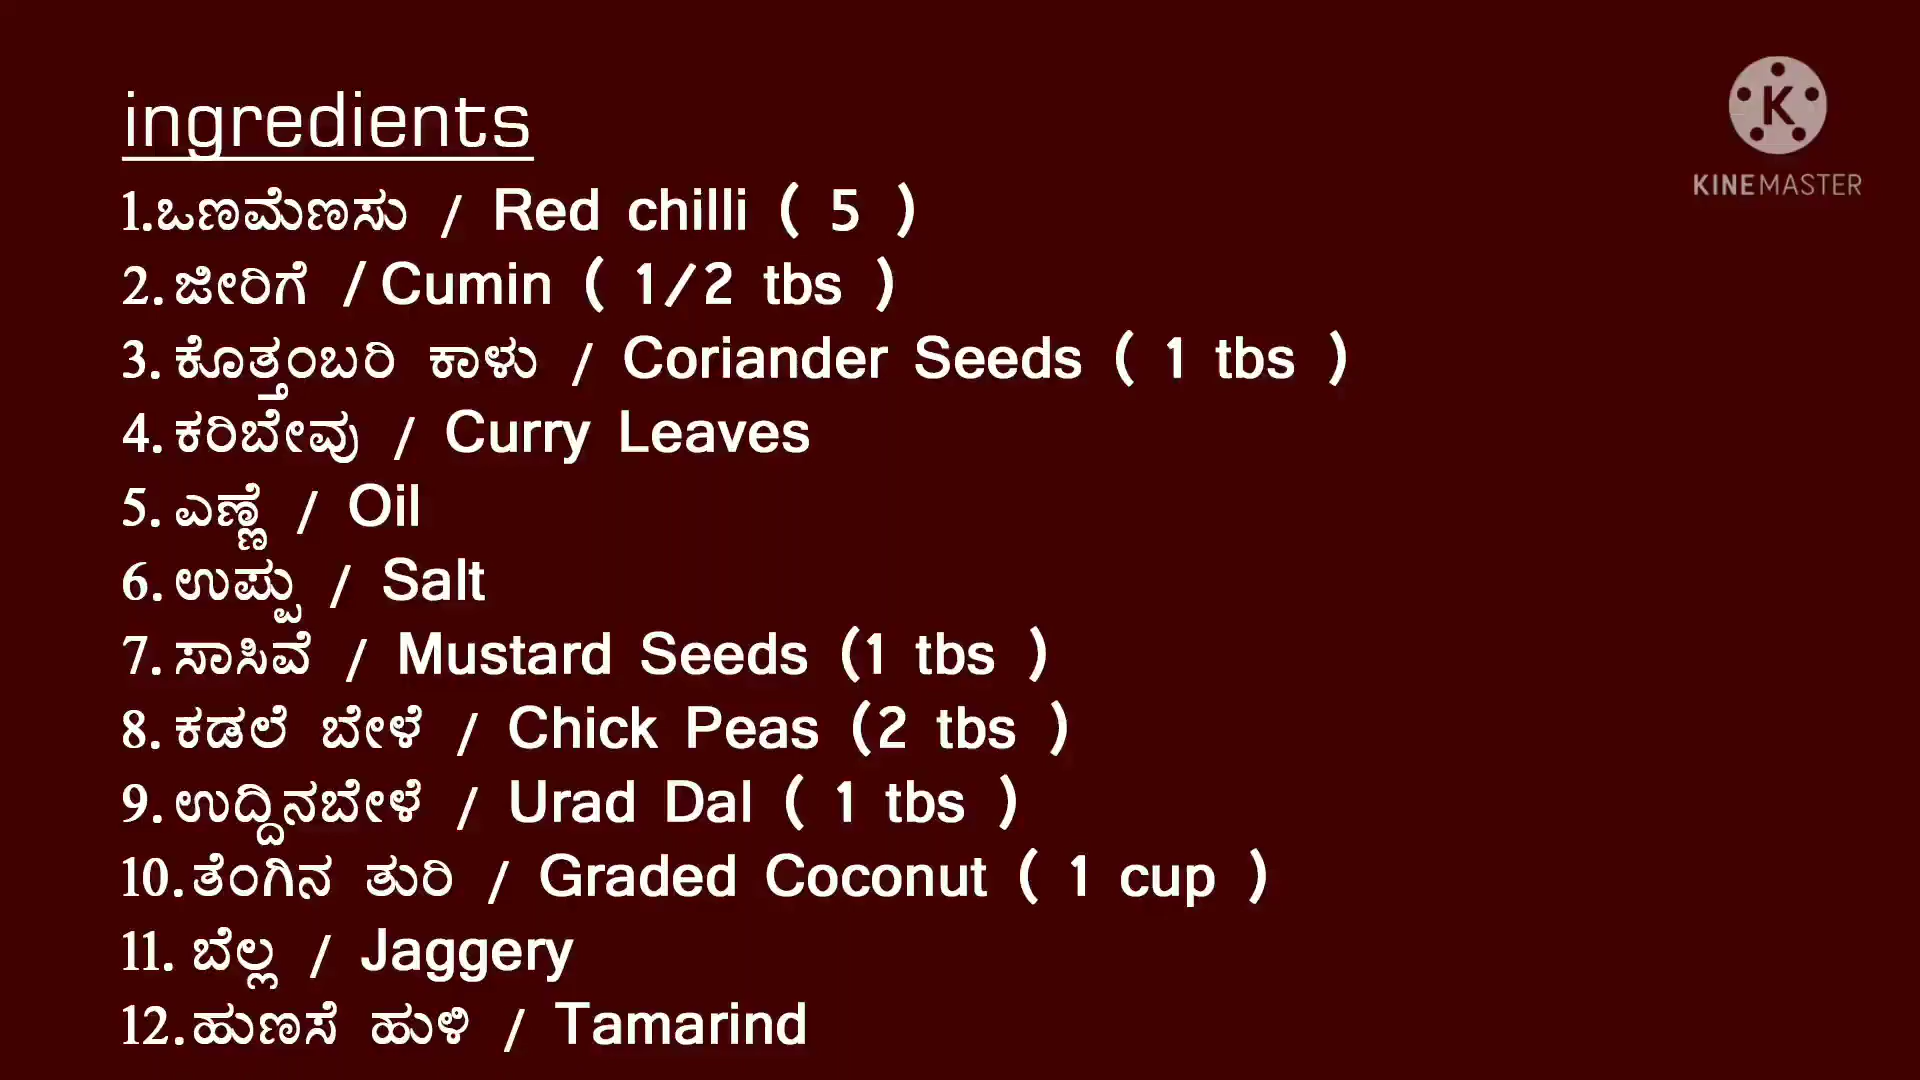 ingredients
K
KINEMASTER
1.ಒಣಮೆಣಸು / Red chilli ( 5 )
2. ಜೀರಿಗೆ / Cumin ( 1/2 tbs )
3. ಕೊತ್ತಂಬರಿ ಕಾಳು / Coriander Seeds ( 1 tbs )
4. ಕರಿಬೇವು / Curry Leaves
5. ಎಣ್ಣೆ / Oil
6. ಉಪ್ಪು / Salt
7. ಸಾಸಿವೆ / Mustard Seeds (1 tbs )
8. ಕಡಲೆ ಬೇಳೆ / Chick Peas (2 tbs )
9. ಉದ್ದಿನಬೇಳೆ / Urad Dal ( 1 tbs )
10. ತೆಂಗಿನ ತುರಿ / Graded Coconut ( 1 cup )
11. ಬೆಲ್ಲ / Jaggery
12. ಹುಣಸೆ ಹುಳಿ / Tamarind